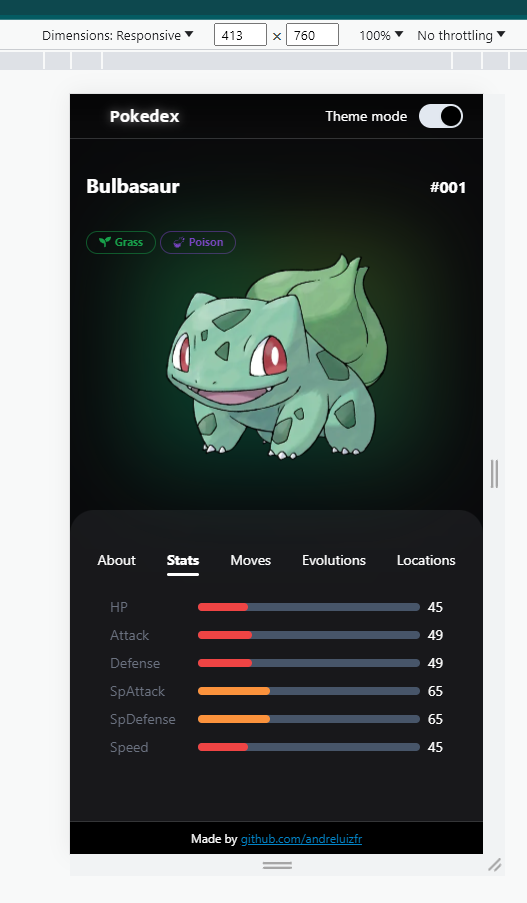 Dimensions: Responsive 413 × 760 100% No throttling
Pokedex Theme mode
Bulbasaur #001
Grass Poison
About Stats Moves Evolutions Locations
HP 45
Attack 49
Defense 49
SpAttack 65
SpDefense 65
Speed 45
Made by github.com/andreluizfr